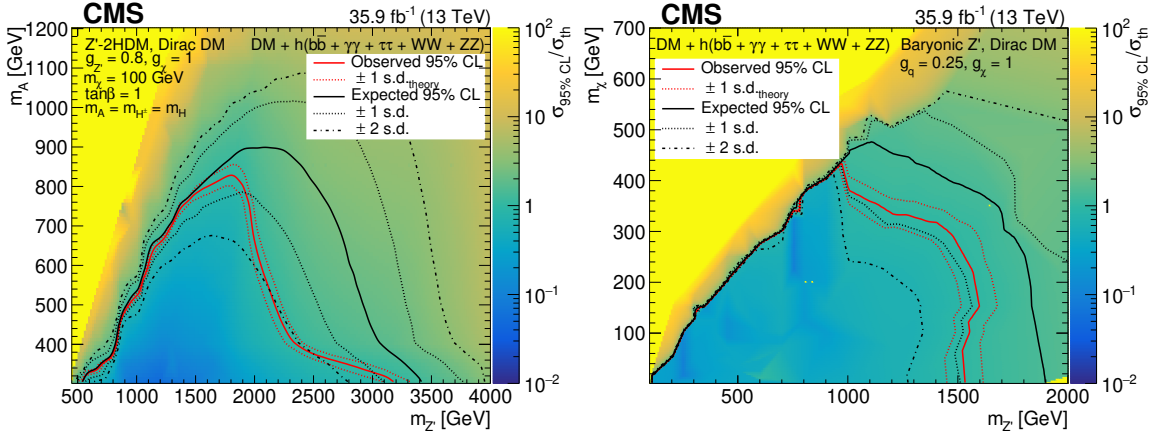 CMS 35.9 fb⁻¹ (13 TeV)
Z'-2HDM, Dirac DM DM + h(bb̄ + γγ + ττ + WW + ZZ)
g_Z' = 0.8, g_χ = 1
m_χ = 100 GeV
tanβ = 1
m_A = m_H± = m_H
Observed 95% CL
± 1 s.d._theory
Expected 95% CL
± 1 s.d.
± 2 s.d.
m_A [GeV]
1200
1100
1000
900
800
700
600
500
400
500 1000 1500 2000 2500 3000 3500 4000
m_Z' [GeV]
10²
10
1
10⁻¹
10⁻²
σ_95% CL/σ_th
CMS 35.9 fb⁻¹ (13 TeV)
DM + h(bb̄ + γγ + ττ + WW + ZZ) Baryonic Z', Dirac DM
g_q = 0.25, g_χ = 1
Observed 95% CL
± 1 s.d._theory
Expected 95% CL
± 1 s.d.
± 2 s.d.
m_χ [GeV]
700
600
500
400
300
200
100
500 1000 1500 2000
m_Z' [GeV]
10²
10
1
10⁻¹
10⁻²
σ_95% CL/σ_th